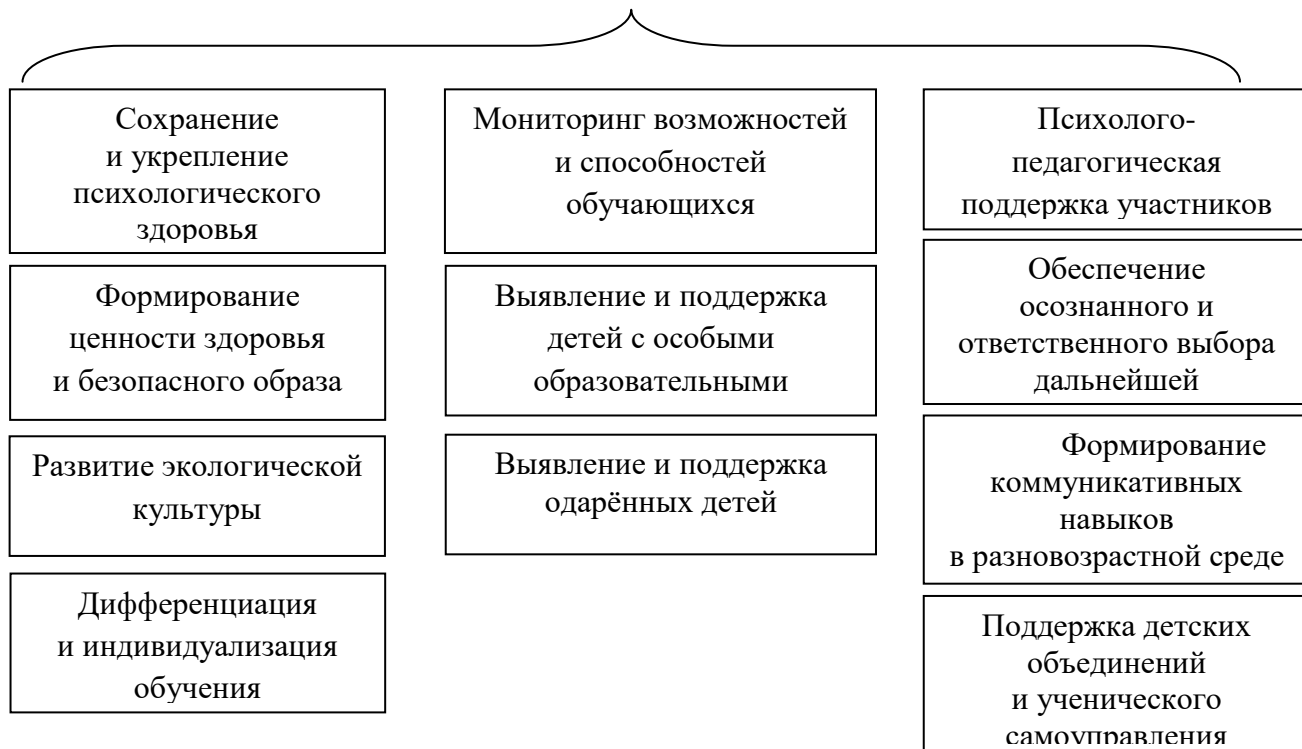 Сохранение
и укрепление
психологического
здоровья
Формирование
ценности здоровья
и безопасного образа
Развитие экологической
культуры
Дифференциация
и индивидуализация
обучения
Мониторинг возможностей
и способностей
обучающихся
Выявление и поддержка
детей с особыми
образовательными
Выявление и поддержка
одарённых детей
Психолого-
педагогическая
поддержка участников
Обеспечение
осознанного и
ответственного выбора
дальнейшей
Формирование
коммуникативных
навыков
в разновозрастной среде
Поддержка детских
объединений
и ученического
самоуправления